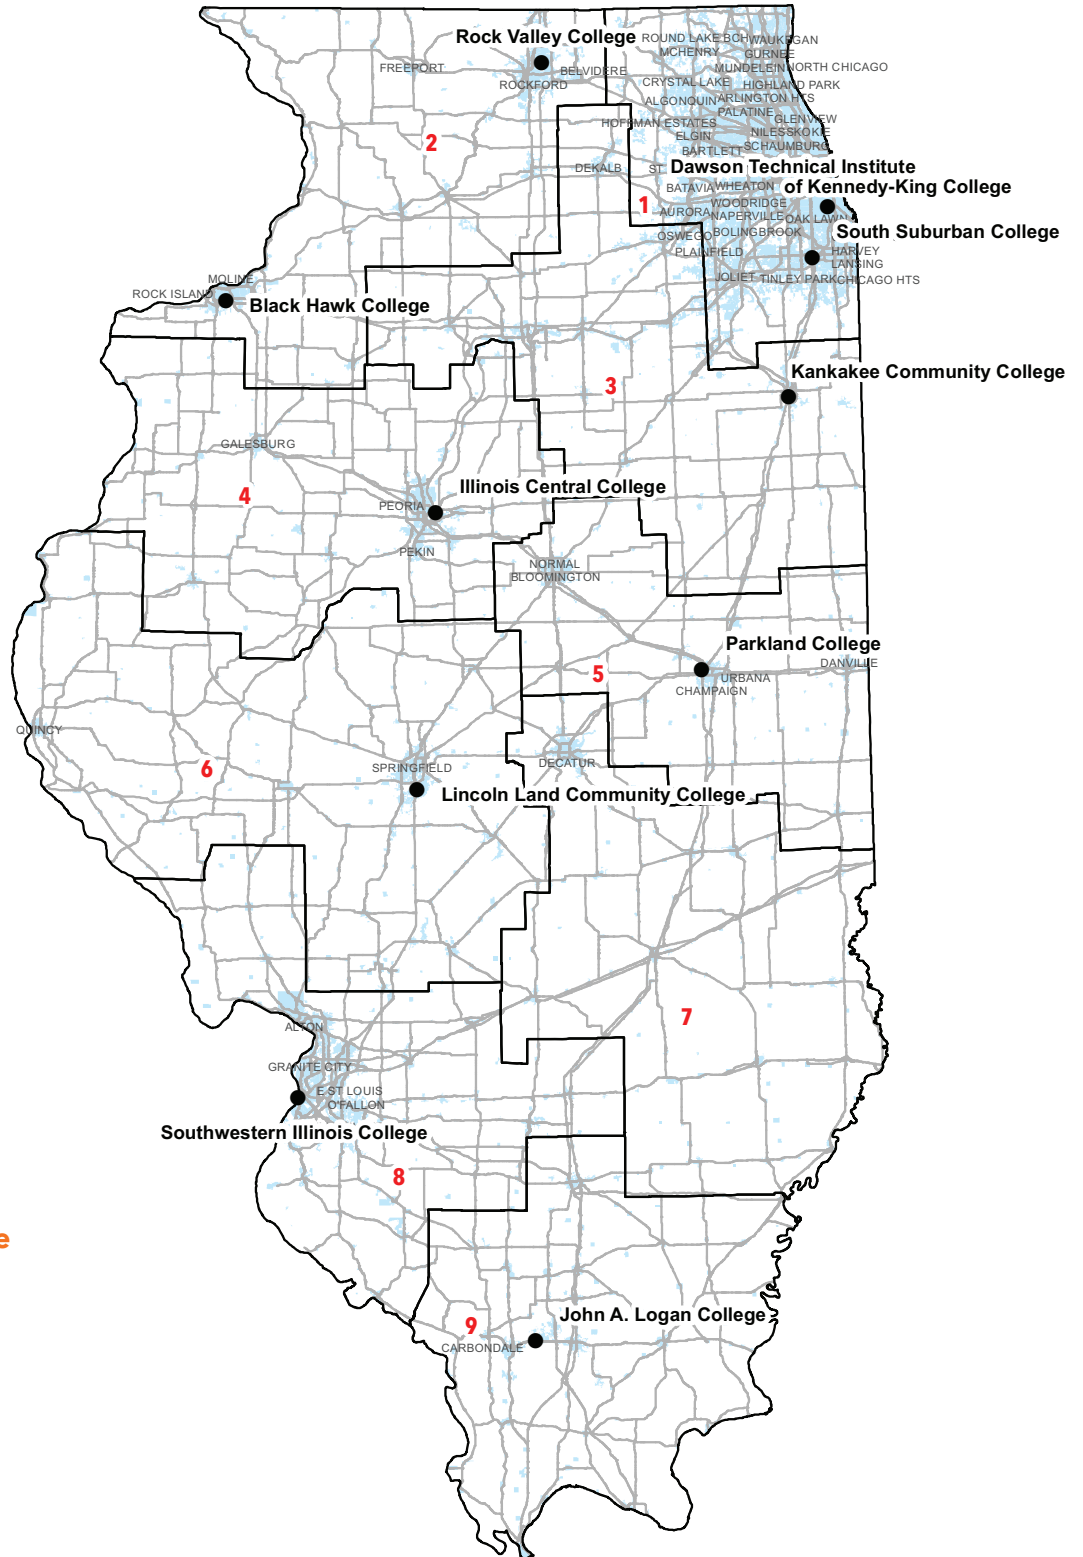 Rock Valley College
ROUND LAKE BCH
WAUKEGAN
MCHENRY
GURNEE
FREEPORT
BELVIDERE
MUNDELEIN
NORTH CHICAGO
ROCKFORD
CRYSTAL LAKE
HIGHLAND PARK
ALGONQUIN
ARLINGTON HTS
PALATINE
GLENVIEW
HOFFMAN ESTATES
ELGIN
NILES
SKOKIE
2
BARTLETT
SCHAUMBURG
DEKALB
ST.
Dawson Technical Institute
of Kennedy-King College
BATAVIA
WHEATON
1
AURORA
WOODRIDGE
NAPERVILLE
OAK LAWN
OSWEGO
BOLINGBROOK
South Suburban College
PLAINFIELD
HARVEY
LANSING
JOLIET
TINLEY PARK
CHICAGO HTS
MOLINE
ROCK ISLAND
Black Hawk College
3
Kankakee Community College
GALESBURG
4
Illinois Central College
PEORIA
PEKIN
NORMAL
BLOOMINGTON
Parkland College
DANVILLE
5
URBANA
CHAMPAIGN
QUINCY
6
SPRINGFIELD
DECATUR
Lincoln Land Community College
7
ALTON
GRANITE CITY
E ST LOUIS
O'FALLON
Southwestern Illinois College
8
e
John A. Logan College
9
CARBONDALE